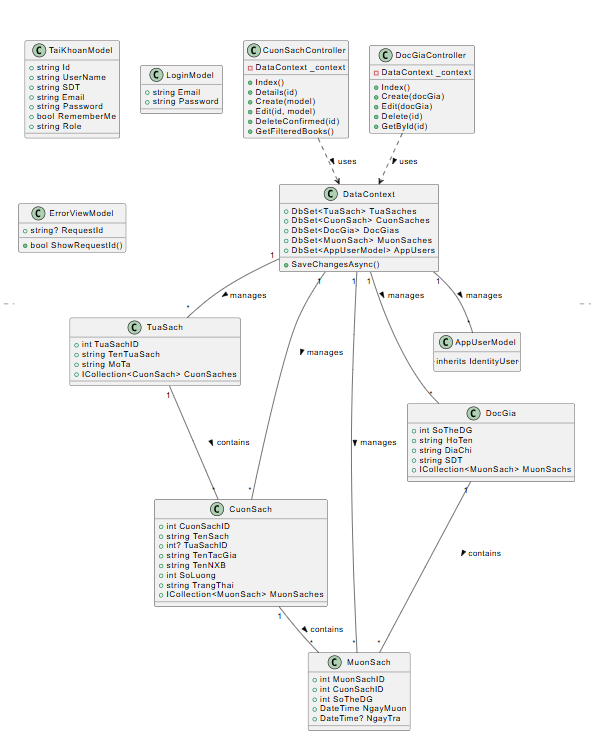 C TaiKhoanModel
string Id
string UserName
string SDT
string Email
string Password
bool RememberMe
string Role
C LoginModel
string Email
string Password
C CuonSachController
DataContext _context
Index()
Details(id)
Create(model)
Edit(id, model)
DeleteConfirmed(id)
GetFilteredBooks()
C DocGiaController
DataContext _context
Index()
Create(docGia)
Edit(docGia)
Delete(id)
GetById(id)
uses
uses
C ErrorViewModel
string? RequestId
bool ShowRequestId()
C DataContext
DbSet<TuaSach> TuaSaches
DbSet<CuonSach> CuonSaches
DbSet<DocGia> DocGias
DbSet<MuonSach> MuonSaches
DbSet<AppUserModel> AppUsers
SaveChangesAsync()
1
1
1
1
1
manages
manages
manages
*
*
C TuaSach
int TuaSachID
string TenTuaSach
string MoTa
ICollection<CuonSach> CuonSaches
C AppUserModel
inherits IdentityUser
manages
1
*
C DocGia
int SoTheDG
string HoTen
string DiaChi
string SDT
ICollection<MuonSach> MuonSachs
contains
manages
*
*
1
C CuonSach
int CuonSachID
string TenSach
int? TuaSachID
string TenTacGia
string TenNXB
int SoLuong
string TrangThai
ICollection<MuonSach> MuonSaches
contains
1
contains
*
*
*
C MuonSach
int MuonSachID
int CuonSachID
int SoTheDG
DateTime NgayMuon
DateTime? NgayTra